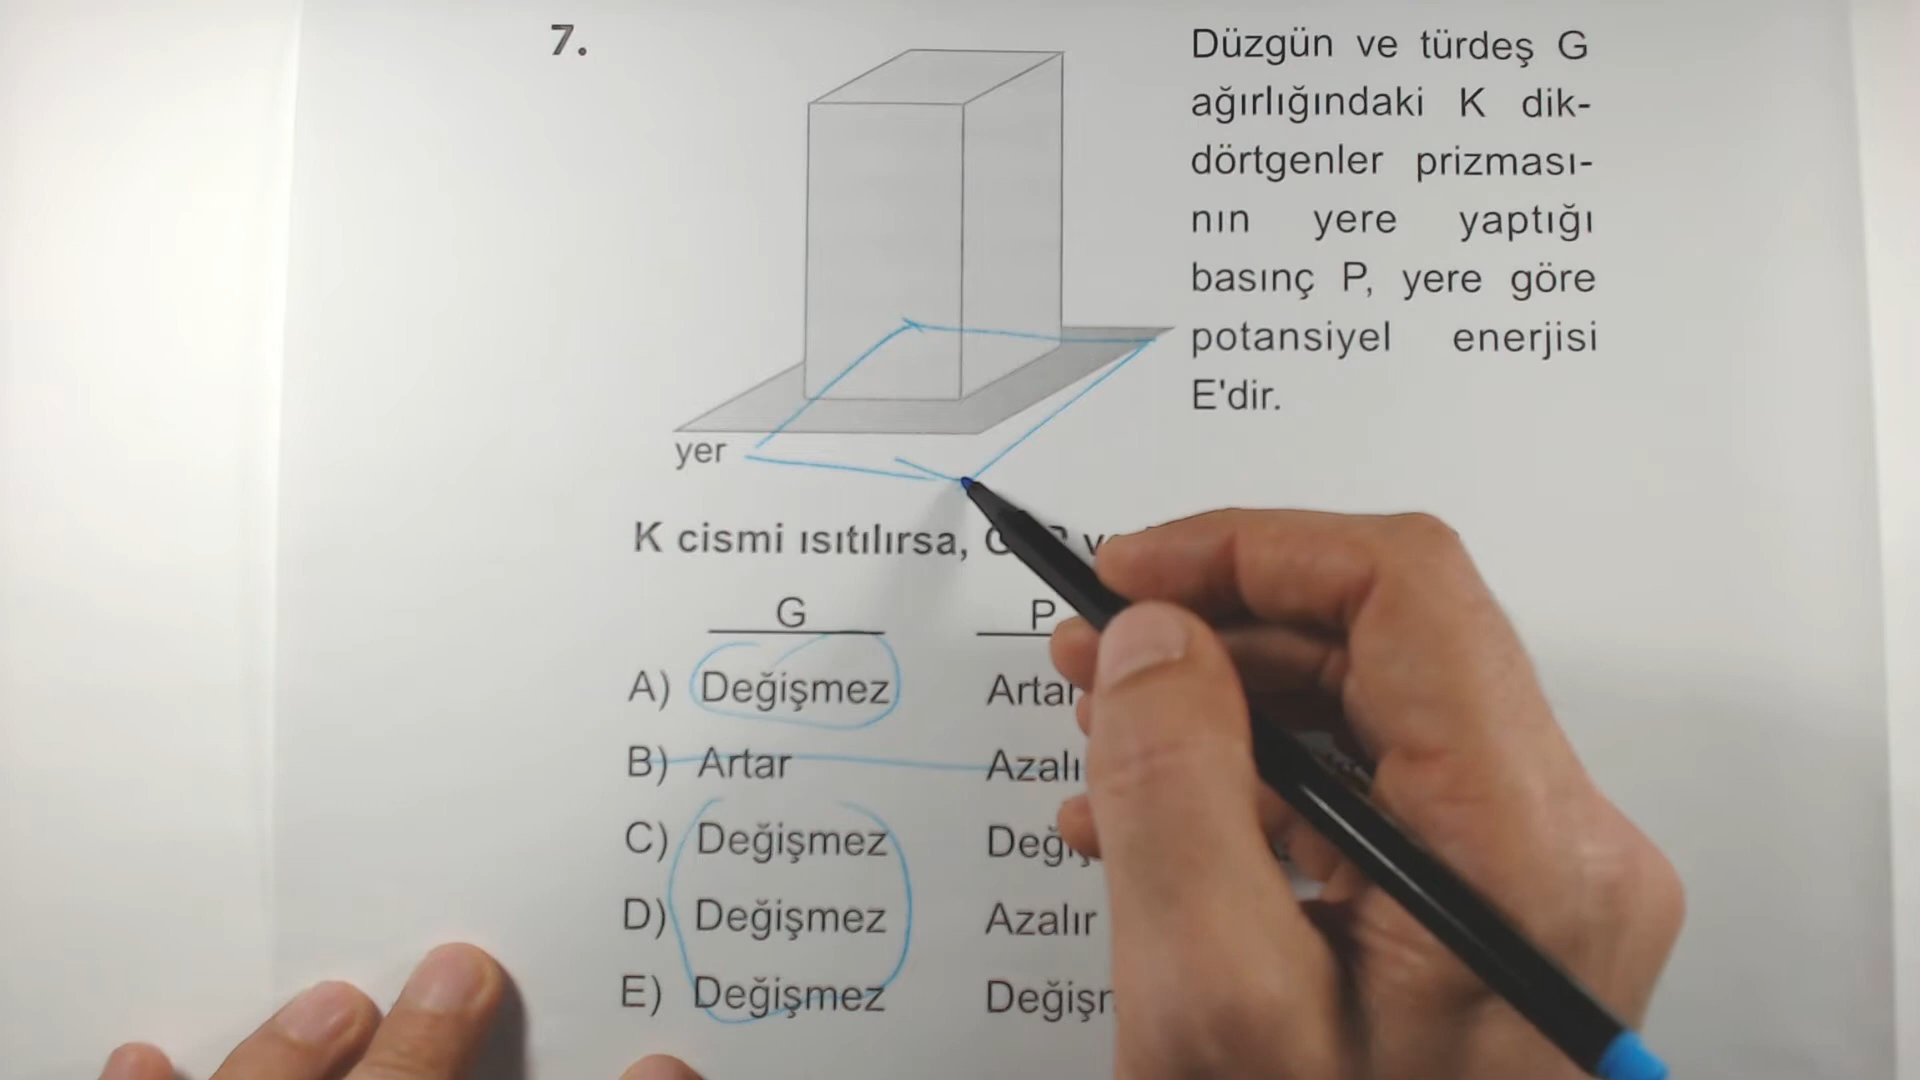 7.
Düzgün ve türdeş G
ağırlığındaki K dik-
dörtgenler prizması-
nın yere yaptığı
basınç P, yere göre
potansiyel enerjisi
E'dir.
yer
K cismi ısıtılırsa,
G P
A) Değişmez Artar
B) Artar
C) Değişmez
D) Değişmez Azalır
E) Değişmez